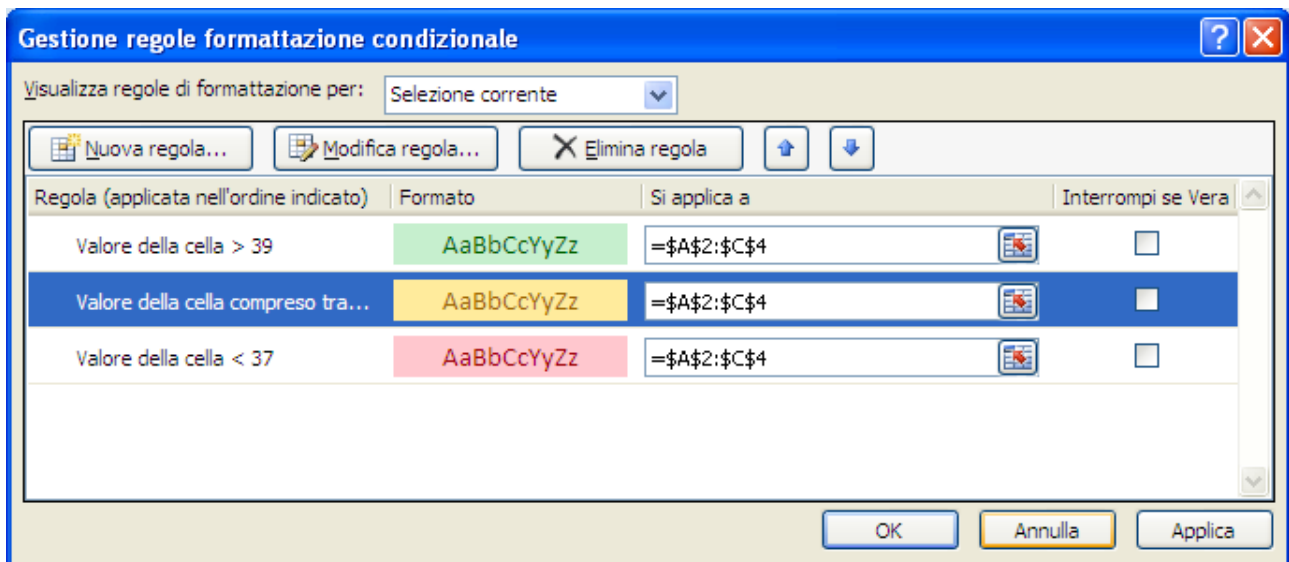 Gestione regole formattazione condizionale
Visualizza regole di formattazione per: Selezione corrente
Nuova regola... Modifica regola... Elimina regola
Regola (applicata nell'ordine indicato) Formato Si applica a Interrompi se Vera
Valore della cella > 39 AaBbCcYyZz =$A$2:$C$4
Valore della cella compreso tra... AaBbCcYyZz =$A$2:$C$4
Valore della cella < 37 AaBbCcYyZz =$A$2:$C$4
OK Annulla Applica